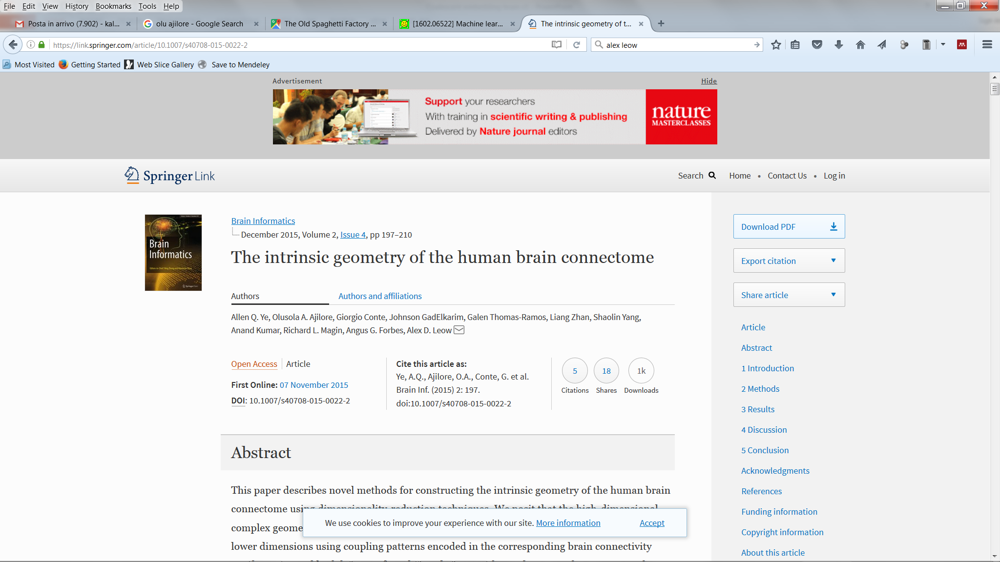 File Edit View History Bookmarks Tools Help
Posta in arrivo (7.902) - kal...
olu ajilore - Google Search
The Old Spaghetti Factory ...
[1602.06522] Machine lear...
The intrinsic geometry of t...
https://link.springer.com/article/10.1007/s40708-015-0022-2
alex leow
Most Visited Getting Started Web Slice Gallery Save to Mendeley
Advertisement Hide
Support your researchers
With training in scientific writing & publishing
Delivered by Nature journal editors
nature
MASTERCLASSES
Springer Link
Search Home • Contact Us • Log in
Brain
Informatics
Brain Informatics
December 2015, Volume 2, Issue 4, pp 197–210
The intrinsic geometry of the human brain connectome
Authors Authors and affiliations
Allen Q. Ye, Olusola A. Ajilore, Giorgio Conte, Johnson GadElkarim, Galen Thomas-Ramos, Liang Zhan, Shaolin Yang,
Anand Kumar, Richard L. Magin, Angus G. Forbes, Alex D. Leow
Open Access Article
First Online: 07 November 2015
DOI: 10.1007/s40708-015-0022-2
Cite this article as:
Ye, A.Q., Ajilore, O.A., Conte, G. et al.
Brain Inf. (2015) 2: 197.
doi:10.1007/s40708-015-0022-2
5 18 1k
Citations Shares Downloads
Abstract
This paper describes novel methods for constructing the intrinsic geometry of the human brain
connectome using dimensionality-reduction techniques. We posit that the high-dimensional,
complex geome
lower dimensions using coupling patterns encoded in the corresponding brain connectivity
We use cookies to improve your experience with our site. More information Accept
Download PDF
Export citation
Share article
Article
Abstract
1 Introduction
2 Methods
3 Results
4 Discussion
5 Conclusion
Acknowledgments
References
Funding information
Copyright information
About this article